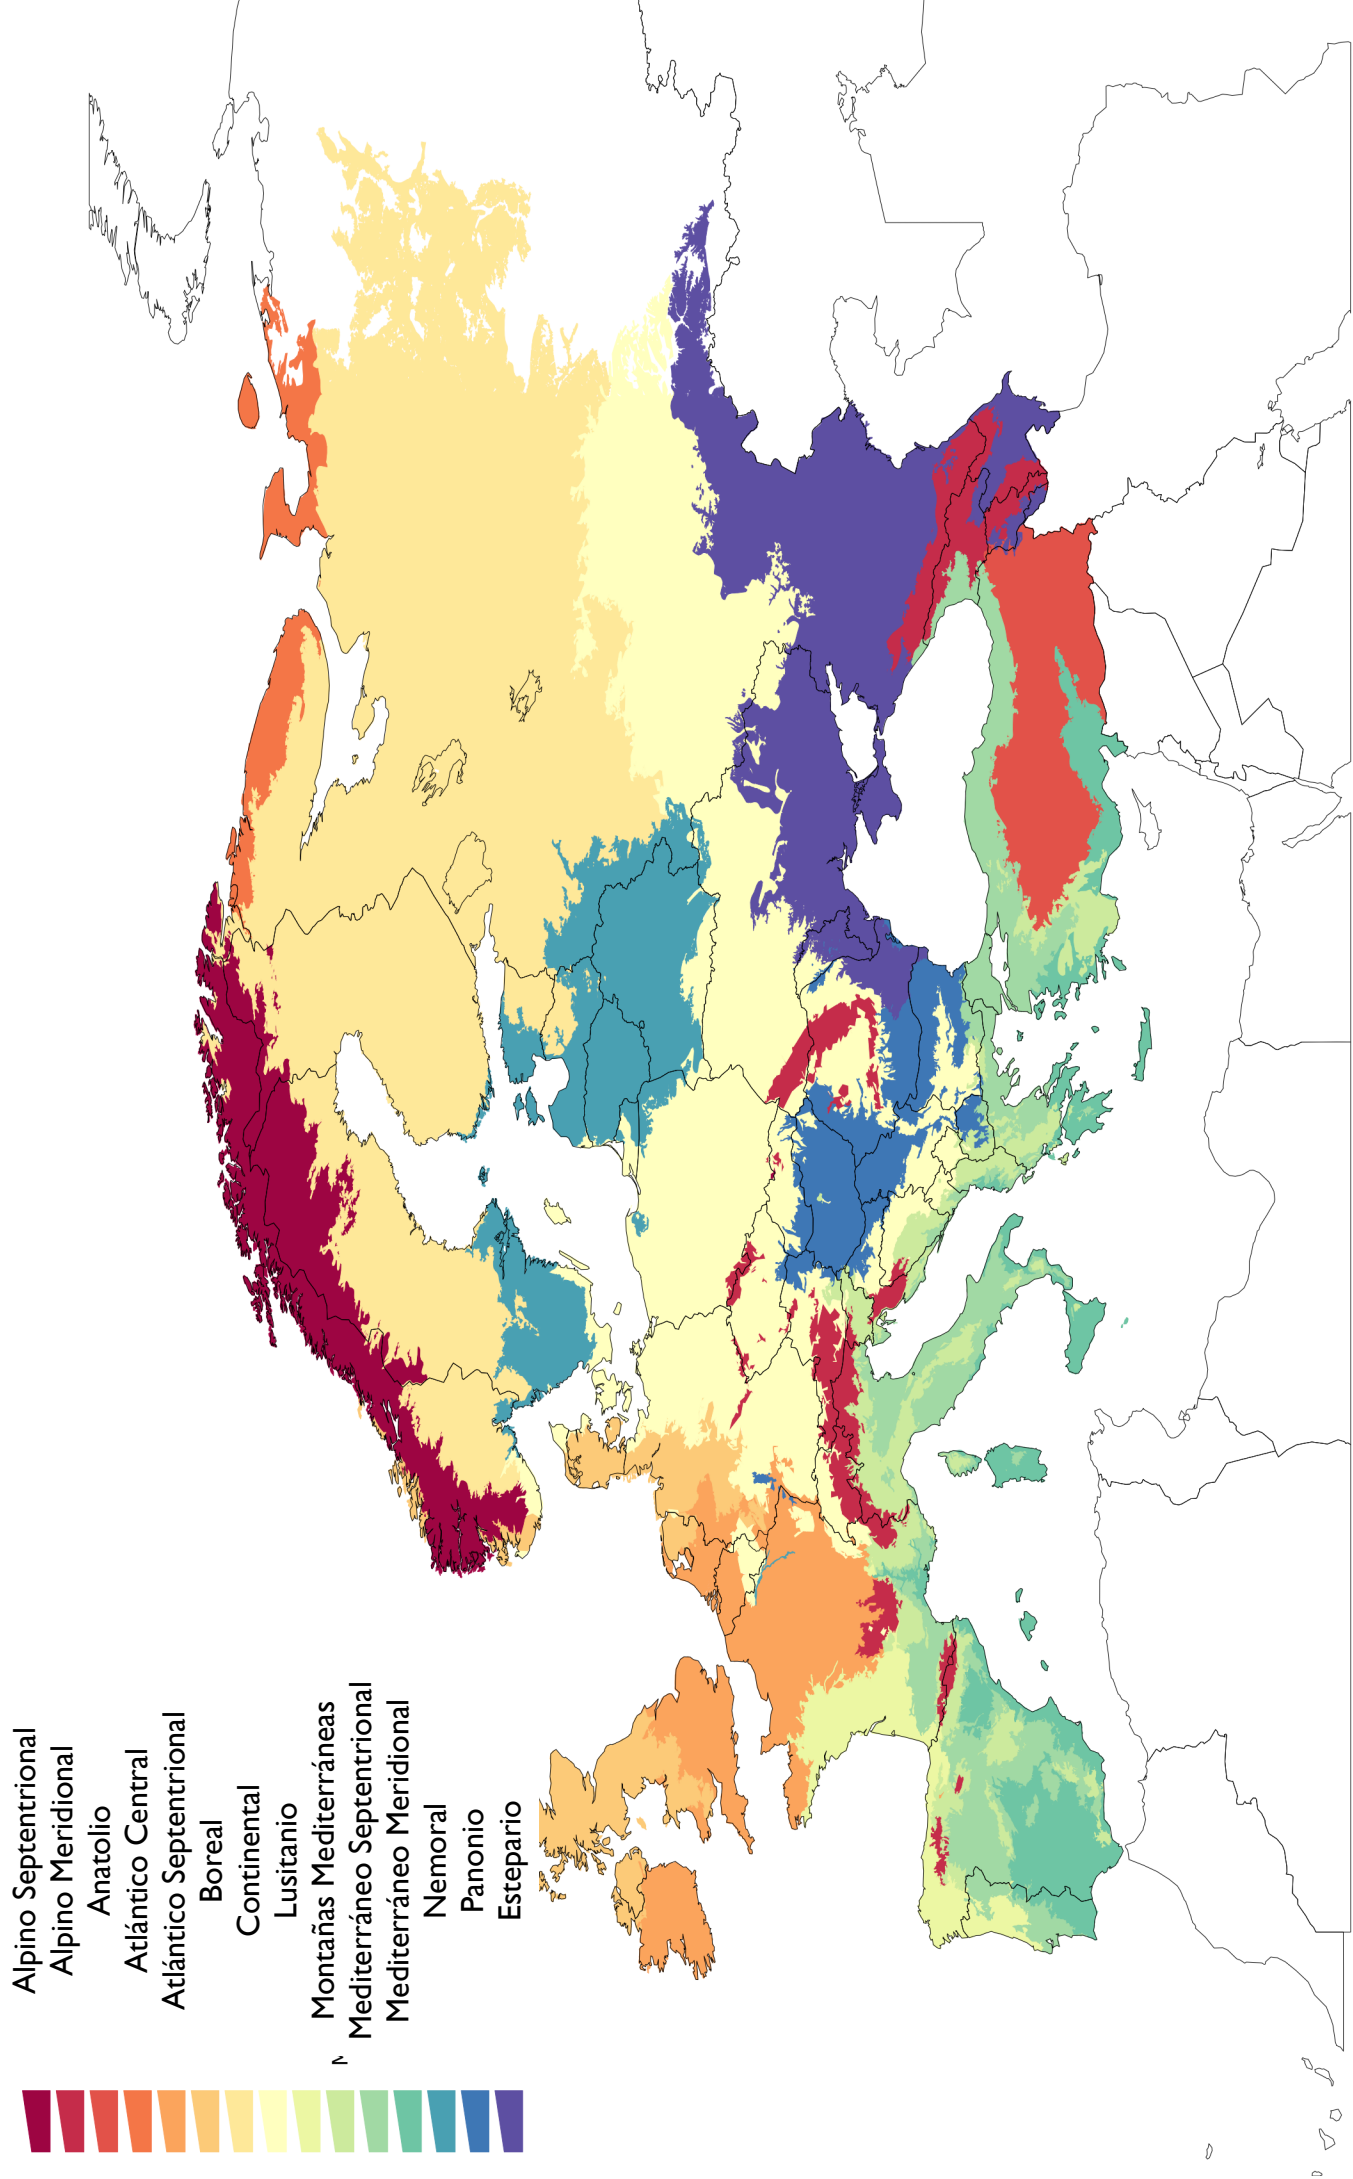 Alpino Septentrional
Alpino Meridional
Anatolio
Atlántico Central
Atlántico Septentrional
Boreal
Continental
Lusitanio
Montañas Mediterráneas
Mediterráneo Septentrional
Mediterráneo Meridional
Nemoral
Panonio
Estepario